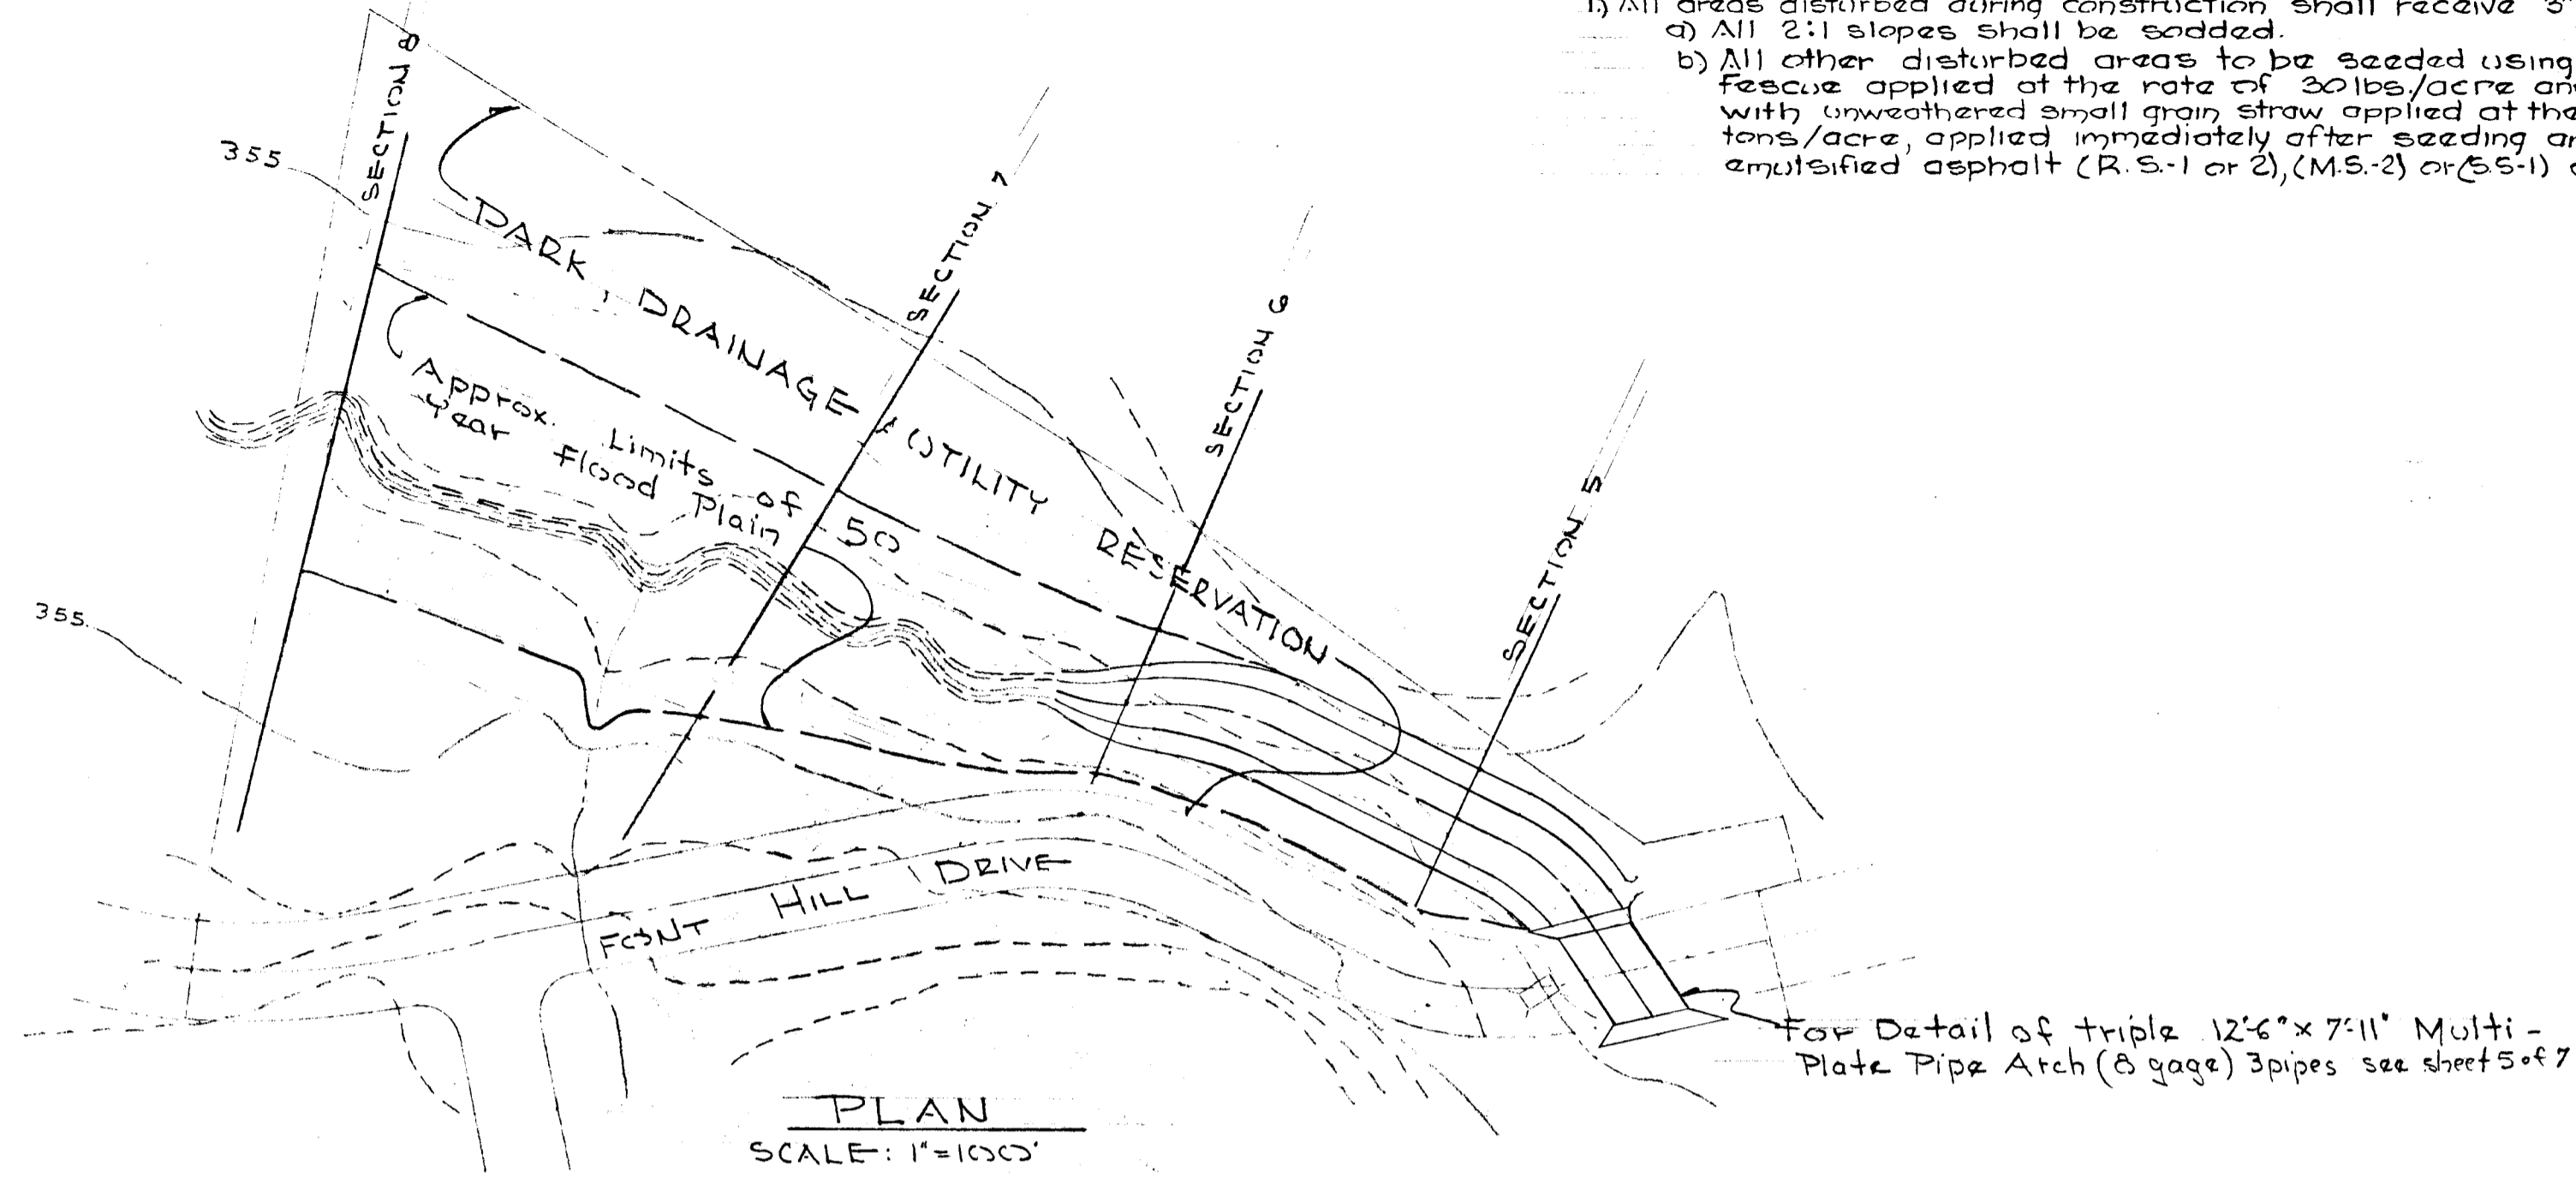 1.) All areas disturbed during construction shall receive 3"
a) All 2:1 slopes shall be sodded.
b) All other disturbed areas to be seeded using
fescue applied at the rate of 30 lbs./acre
with unweathered small grain straw applied at the
tons/acre, applied immediately after seeding
emulsified asphalt (R.S.-1 or 2), (M.S.-2) or (S.S-1)
SECTION 8
SECTION 7
SECTION 6
SECTION 5
355
PARK, DRAINAGE & UTILITY RESERVATION
Approx. Limits of 50
Year Flood Plain
355
FONT HILL DRIVE
For Detail of triple 12'-6" x 7'-11" Multi-
Plate Pipe Arch (8 gage) 3 pipes see sheet 5 of 7
PLAN
SCALE: 1"=100'